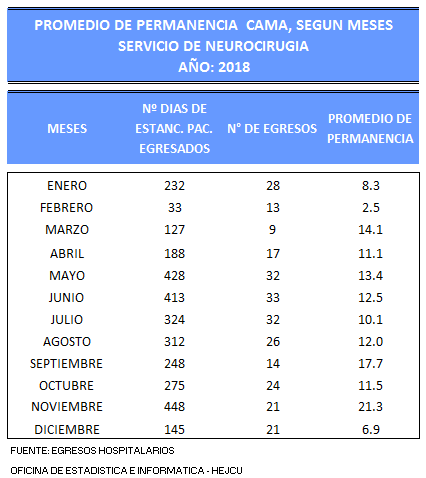 PROMEDIO DE PERMANENCIA CAMA, SEGUN MESES
SERVICIO DE NEUROCIRUGIA
AÑO: 2018
MESES Nº DIAS DE ESTANC. PAC. EGRESADOS N° DE EGRESOS PROMEDIO DE PERMANENCIA
ENERO 232 28 8.3
FEBRERO 33 13 2.5
MARZO 127 9 14.1
ABRIL 188 17 11.1
MAYO 428 32 13.4
JUNIO 413 33 12.5
JULIO 324 32 10.1
AGOSTO 312 26 12.0
SEPTIEMBRE 248 14 17.7
OCTUBRE 275 24 11.5
NOVIEMBRE 448 21 21.3
DICIEMBRE 145 21 6.9
FUENTE: EGRESOS HOSPITALARIOS
OFICINA DE ESTADISTICA E INFORMATICA - HEJCU